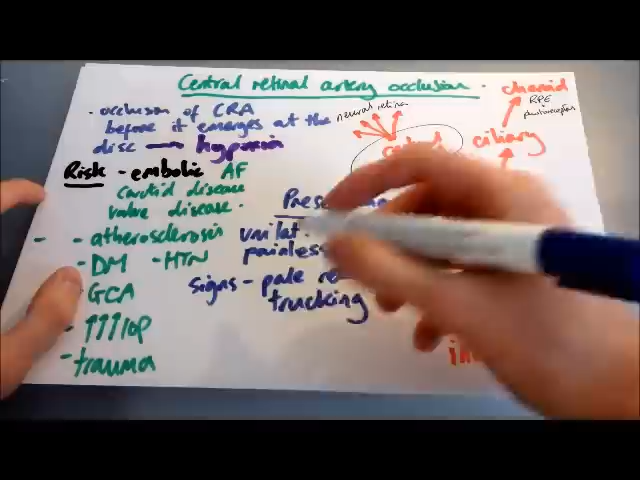 Central retinal artery occlusion.
· occlusion of CRA
before it emerges at the
disc → hypoxia
Risk - embolic AF
carotid disease
valve disease.
- - atherosclerosis
- DM - HTN
- GCA
- ↑↑↑IOP
- trauma
unilat.
painless
signs - pale
trucking
neural retina
ciliary
choroid
RPE
photoreceptors